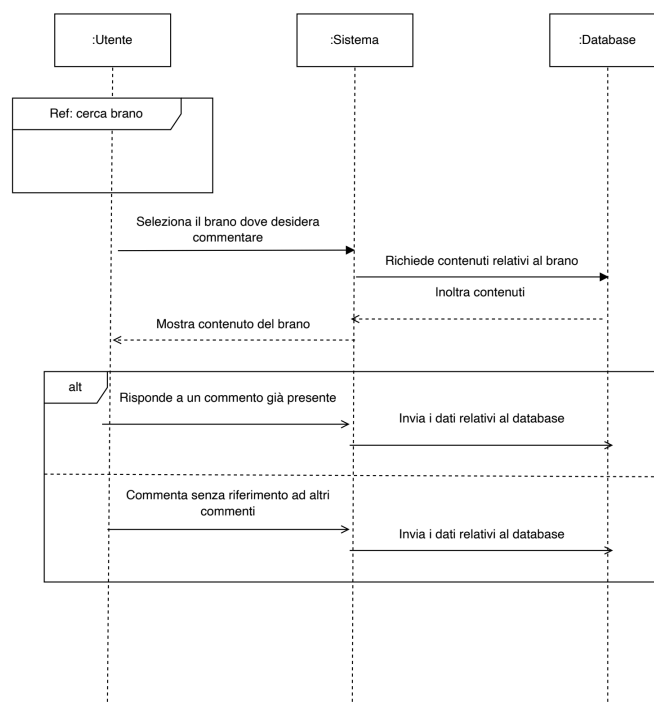 :Utente
:Sistema
:Database
Ref: cerca brano
Seleziona il brano dove desidera
commentare
Richiede contenuti relativi al brano
Inoltra contenuti
Mostra contenuto del brano
alt
Risponde a un commento già presente
Invia i dati relativi al database
Commenta senza riferimento ad altri
commenti
Invia i dati relativi al database